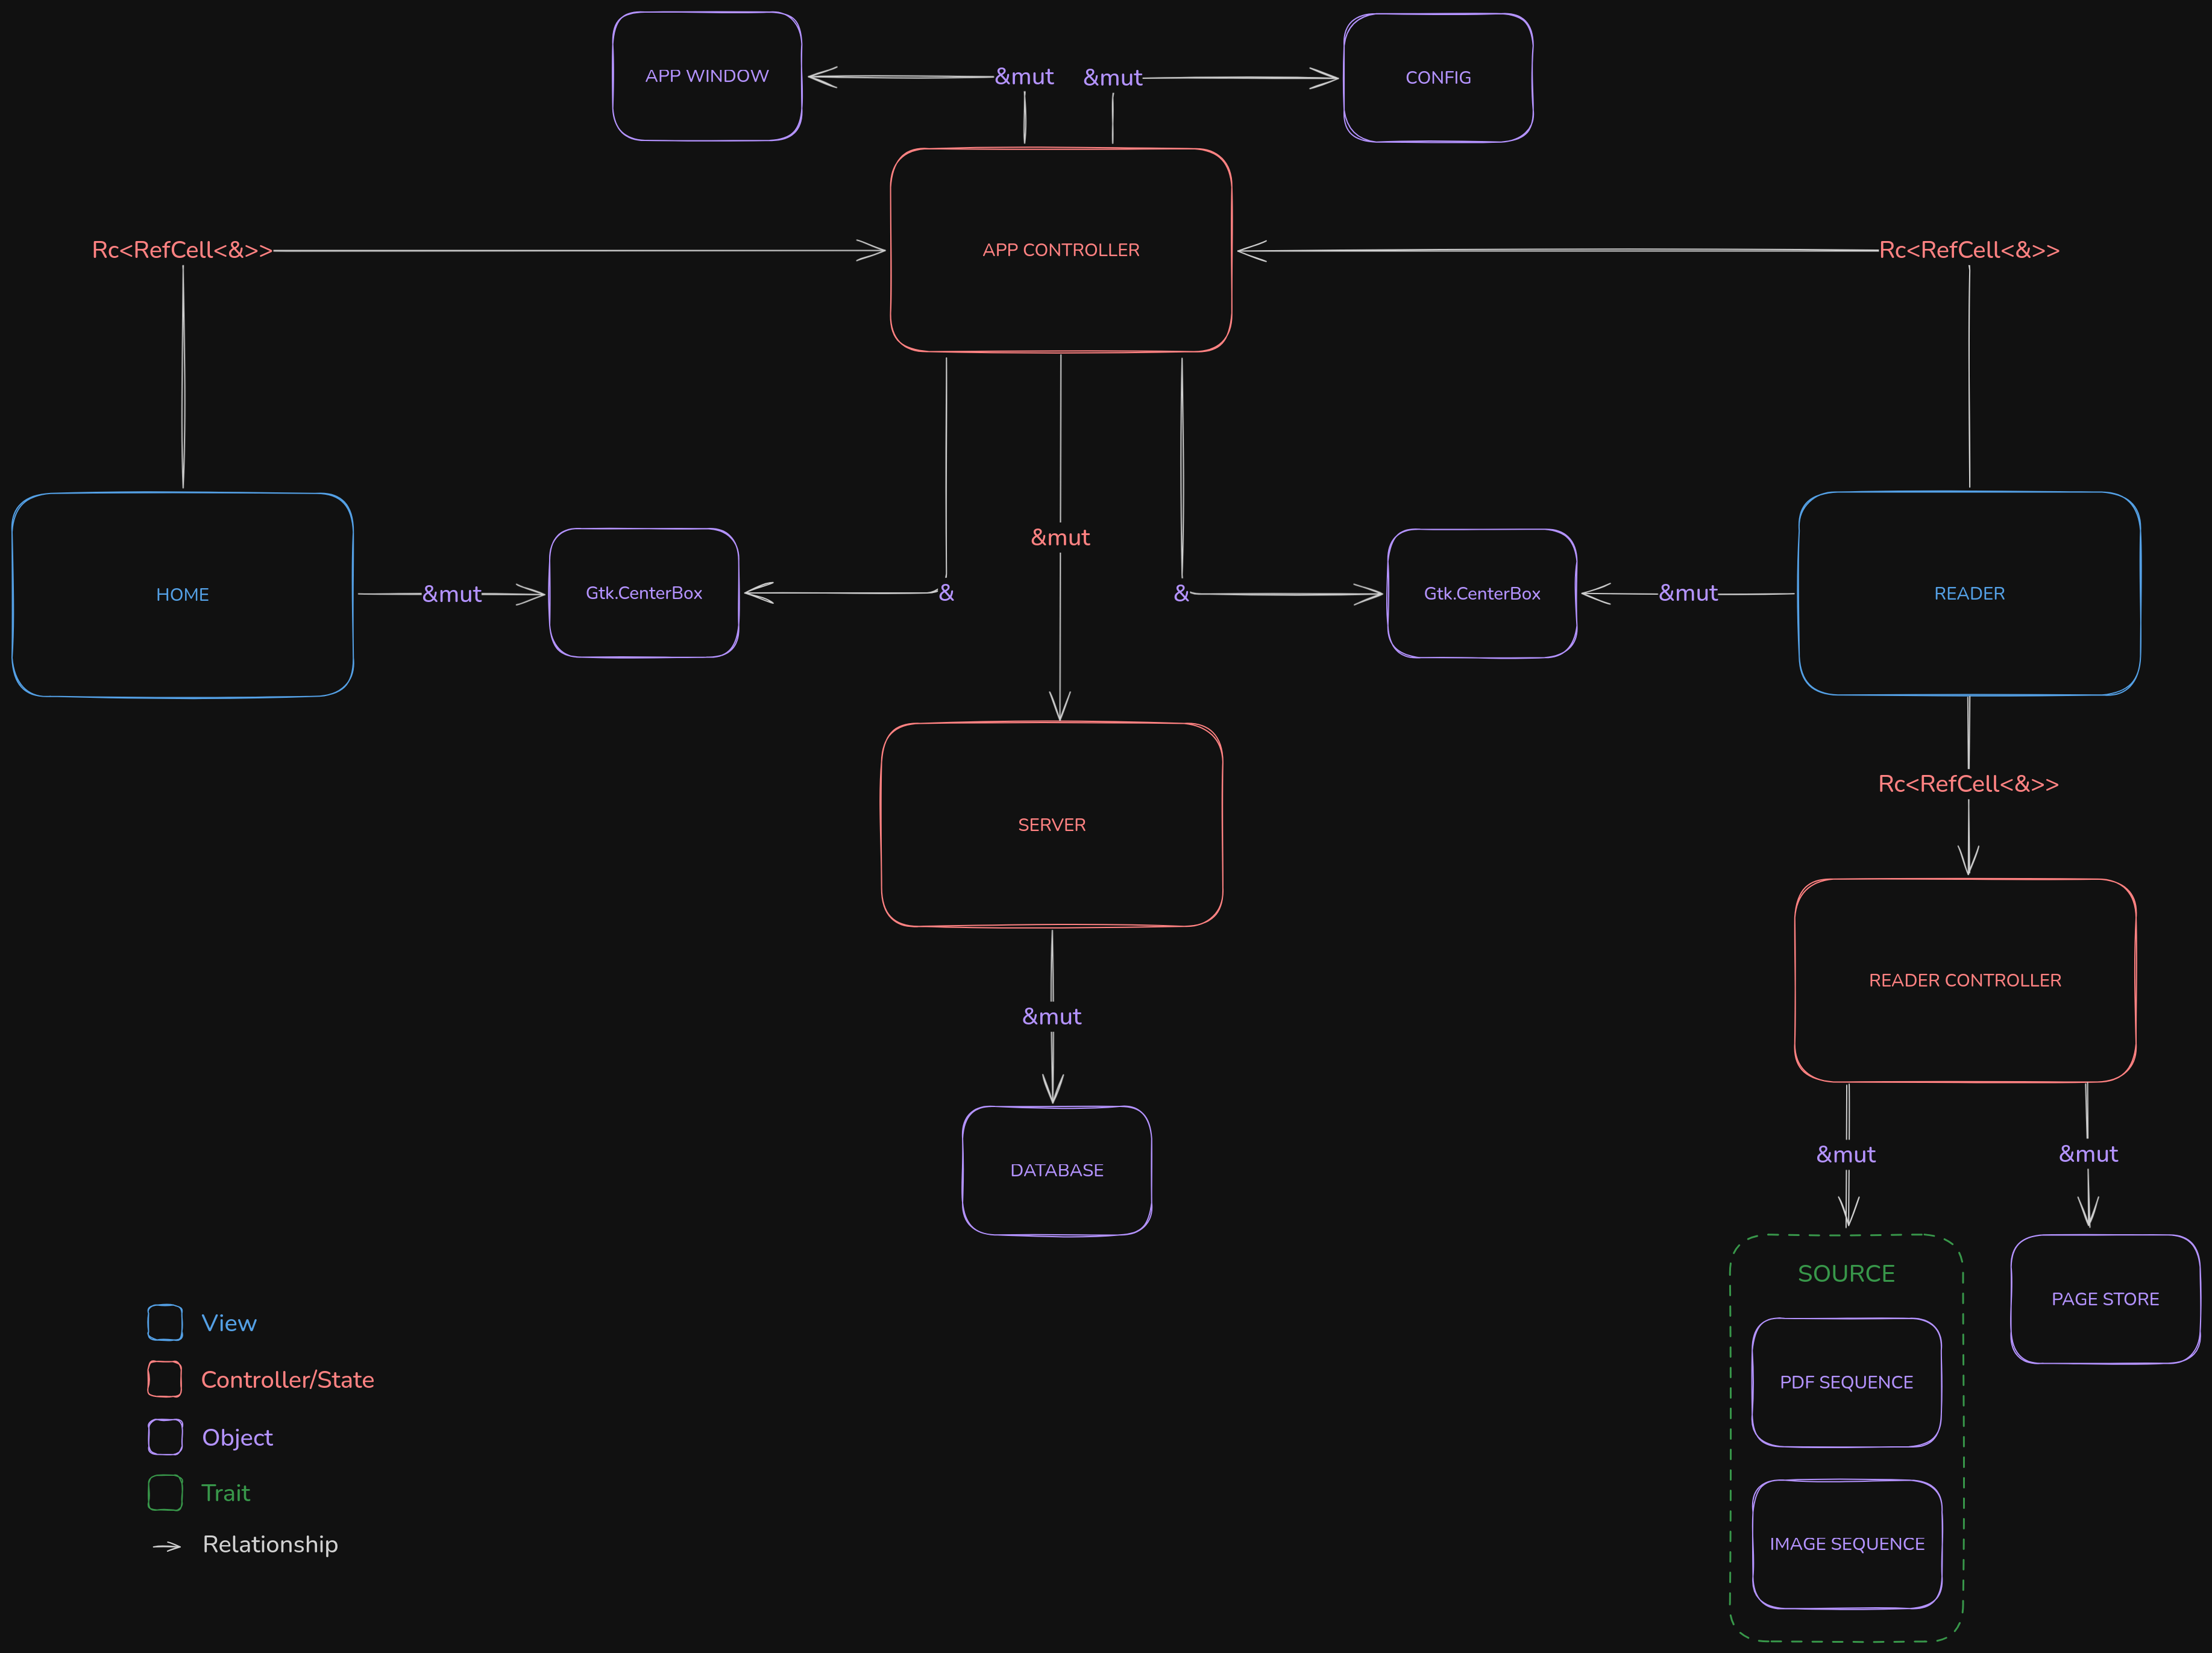 APP WINDOW
&mut
&mut
CONFIG
Rc<RefCell<&>>
APP CONTROLLER
Rc<RefCell<&>>
&mut
HOME
&mut
Gtk.CenterBox
&
&
Gtk.CenterBox
&mut
READER
Rc<RefCell<&>>
SERVER
READER CONTROLLER
&mut
DATABASE
&mut
&mut
SOURCE
PAGE STORE
PDF SEQUENCE
IMAGE SEQUENCE
View
Controller/State
Object
Trait
Relationship